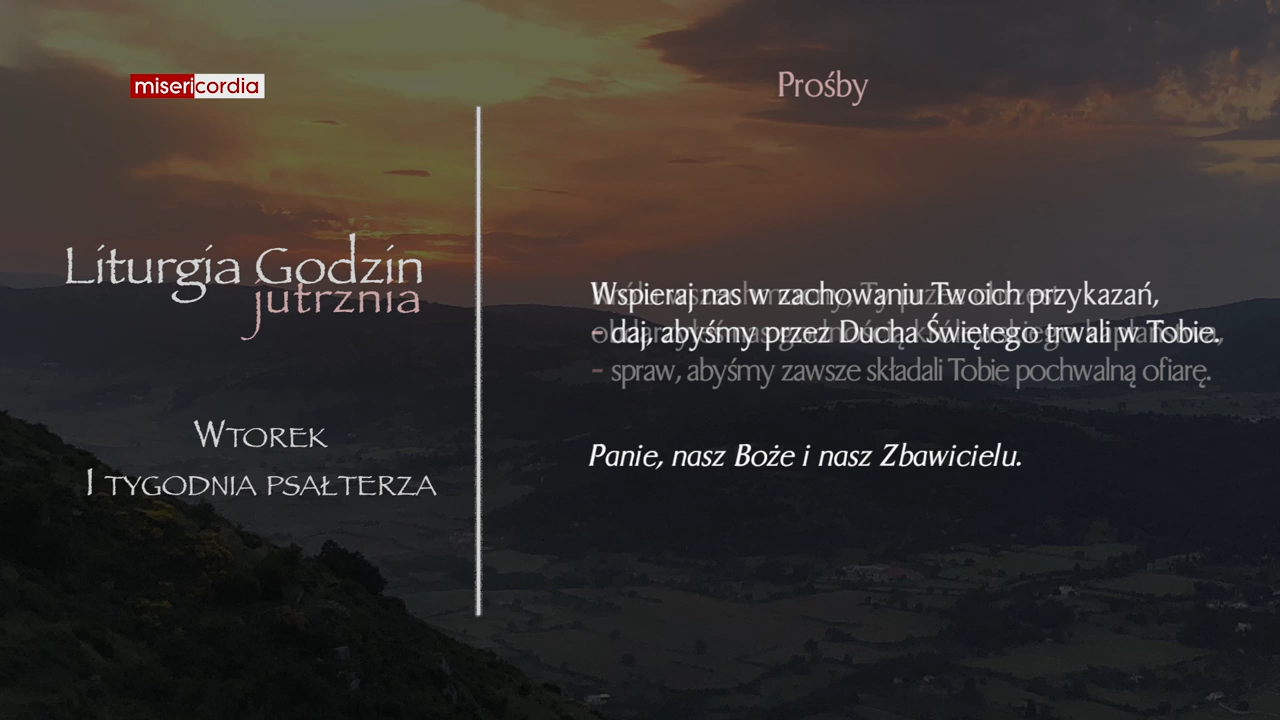 misericordia
Prośby
Liturgia Godzin
jutrznia
Wtorek
I tygodnia psałterza
Wspieraj nas w zachowaniu Twoich przykazań,
- daj, abyśmy przez Ducha Świętego trwali w Tobie.
- spraw, abyśmy zawsze składali Tobie pochwalną ofiarę.
Panie, nasz Boże i nasz Zbawicielu.